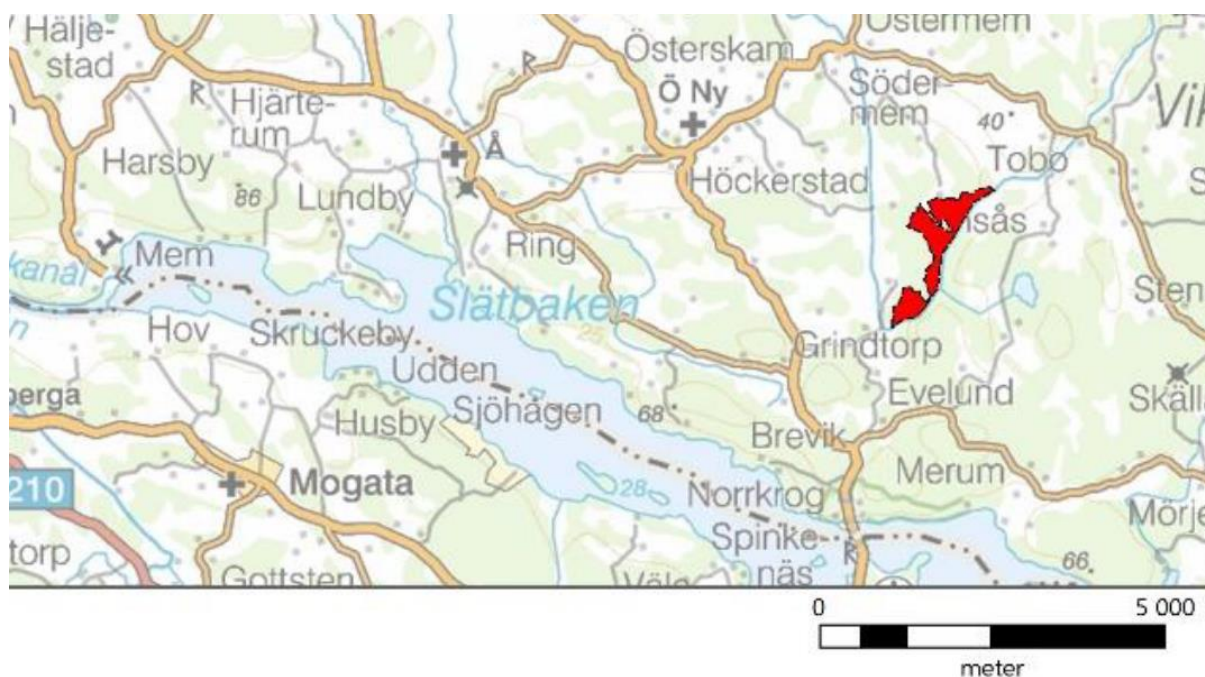 Hälje-
stad
Österskam
Östermem
Ö Ny
Söder-
mem
40
Vik
Hjärte-
rum
Harsby
Å
86
Lundby
Höckerstad
Tobo
Ring
Mem
kanal
Slätbaken
Sten
Hov
Skruckeby
25
Grindtorp
Udden
Evelund
berga
Sjöhagen
Husby
68
Skälla
Brevik
Merum
210
Mogata
28
Norrkrog
Mörje
Spinke
näs
66
torp
Gottsten
0
5 000
meter